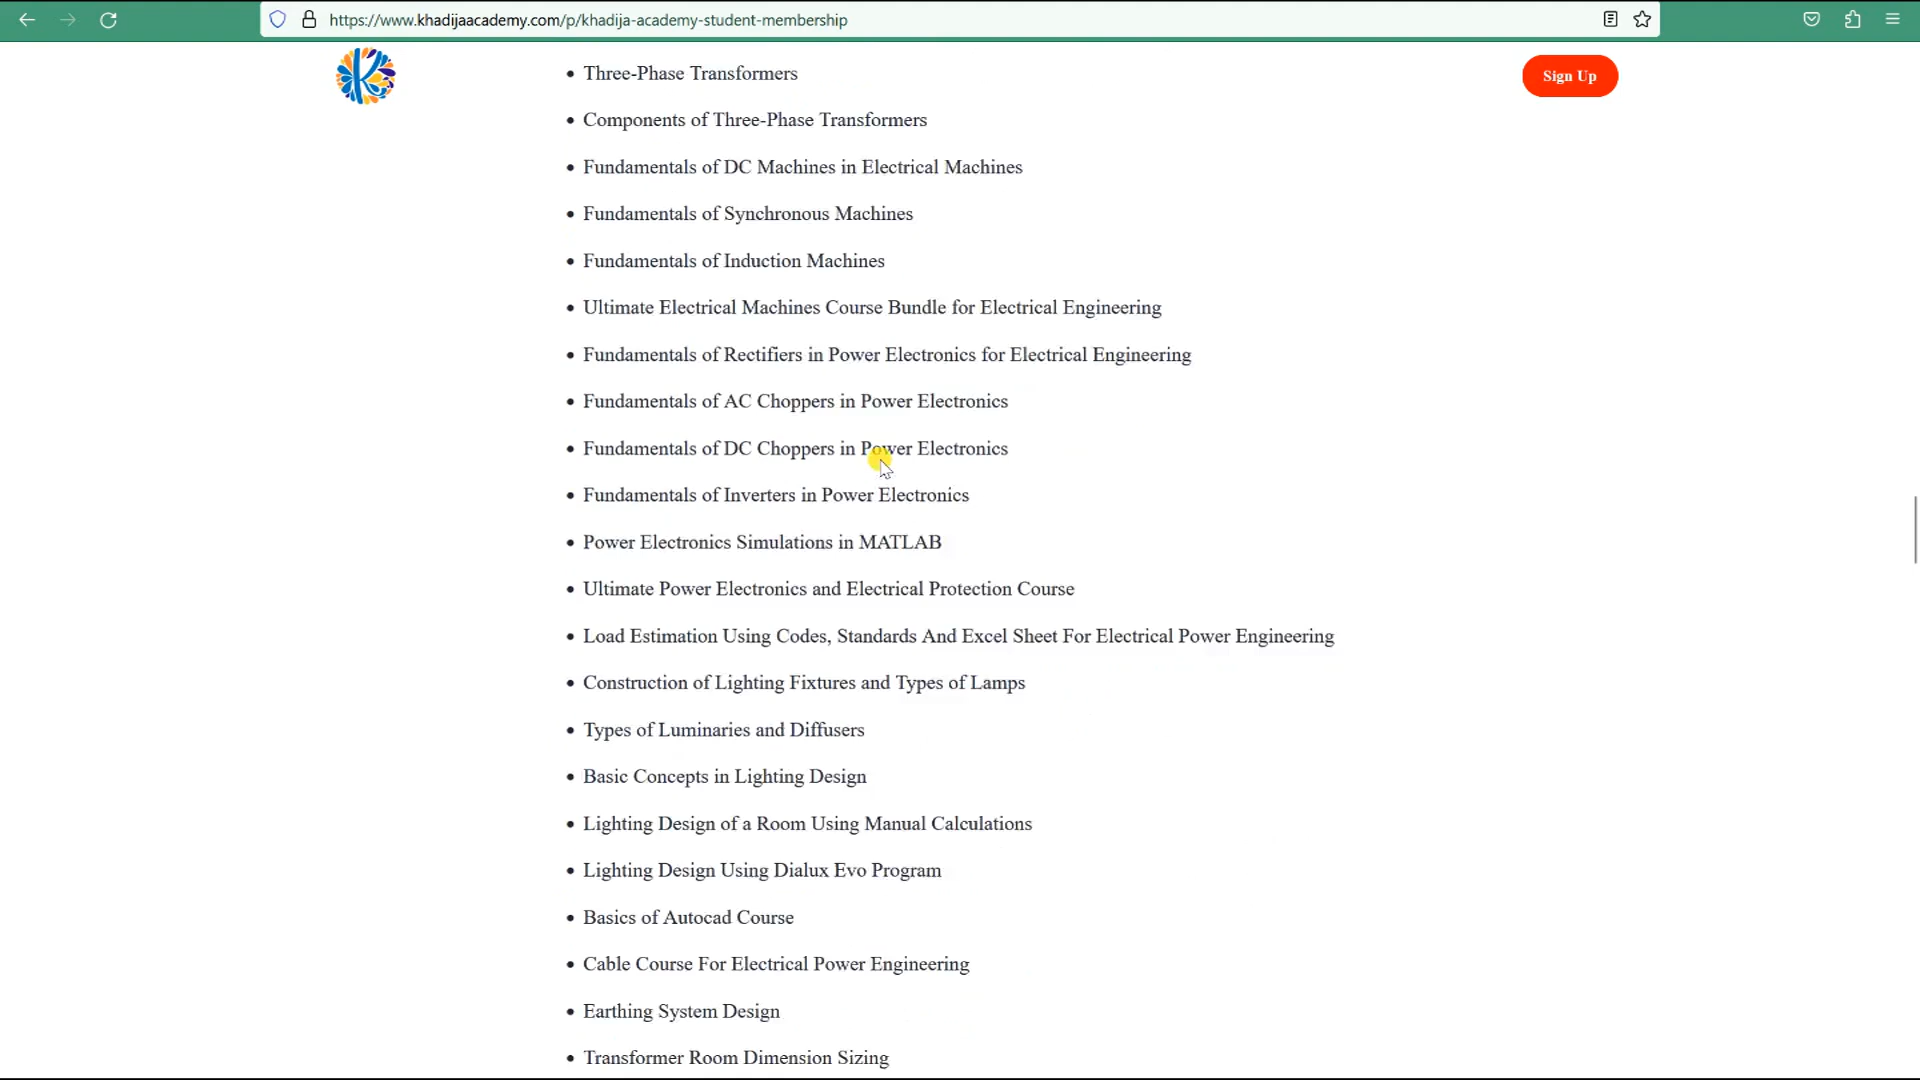 https://www.khadijaacademy.com/p/khadija-academy-student-membership
Sign Up
Three-Phase Transformers
Components of Three-Phase Transformers
Fundamentals of DC Machines in Electrical Machines
Fundamentals of Synchronous Machines
Fundamentals of Induction Machines
Ultimate Electrical Machines Course Bundle for Electrical Engineering
Fundamentals of Rectifiers in Power Electronics for Electrical Engineering
Fundamentals of AC Choppers in Power Electronics
Fundamentals of DC Choppers in Power Electronics
Fundamentals of Inverters in Power Electronics
Power Electronics Simulations in MATLAB
Ultimate Power Electronics and Electrical Protection Course
Load Estimation Using Codes, Standards And Excel Sheet For Electrical Power Engineering
Construction of Lighting Fixtures and Types of Lamps
Types of Luminaries and Diffusers
Basic Concepts in Lighting Design
Lighting Design of a Room Using Manual Calculations
Lighting Design Using Dialux Evo Program
Basics of Autocad Course
Cable Course For Electrical Power Engineering
Earthing System Design
Transformer Room Dimension Sizing